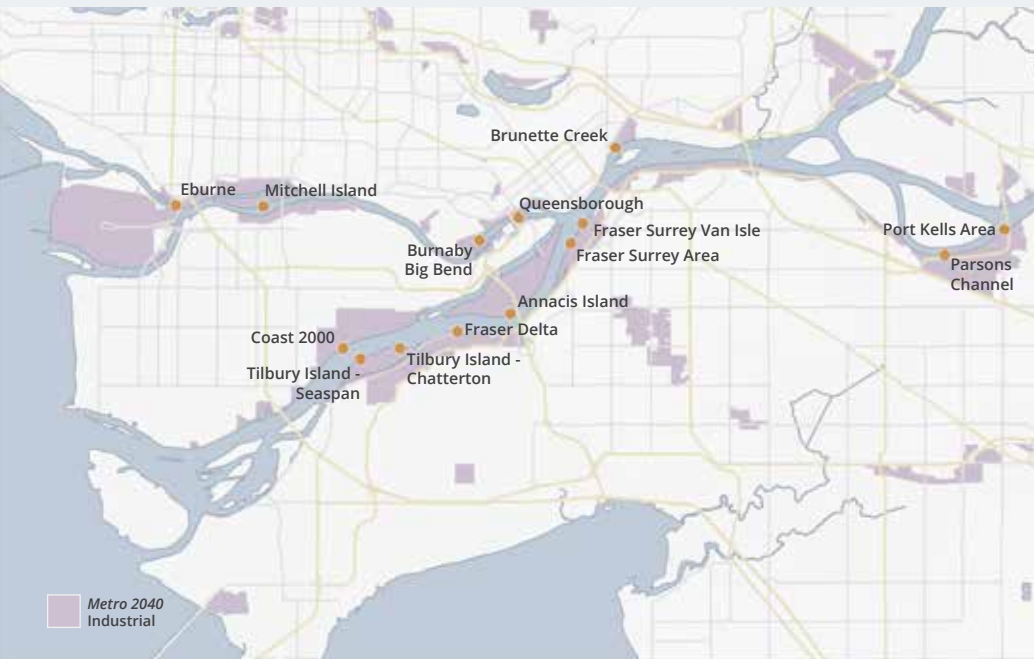 Brunette Creek
Eburne
Mitchell Island
Queensborough
Fraser Surrey Van Isle
Port Kells Area
Burnaby
Big Bend
Fraser Surrey Area
Parsons
Channel
Annacis Island
Coast 2000
Fraser Delta
Tilbury Island -
Seaspan
Tilbury Island -
Chatterton
Metro 2040
Industrial